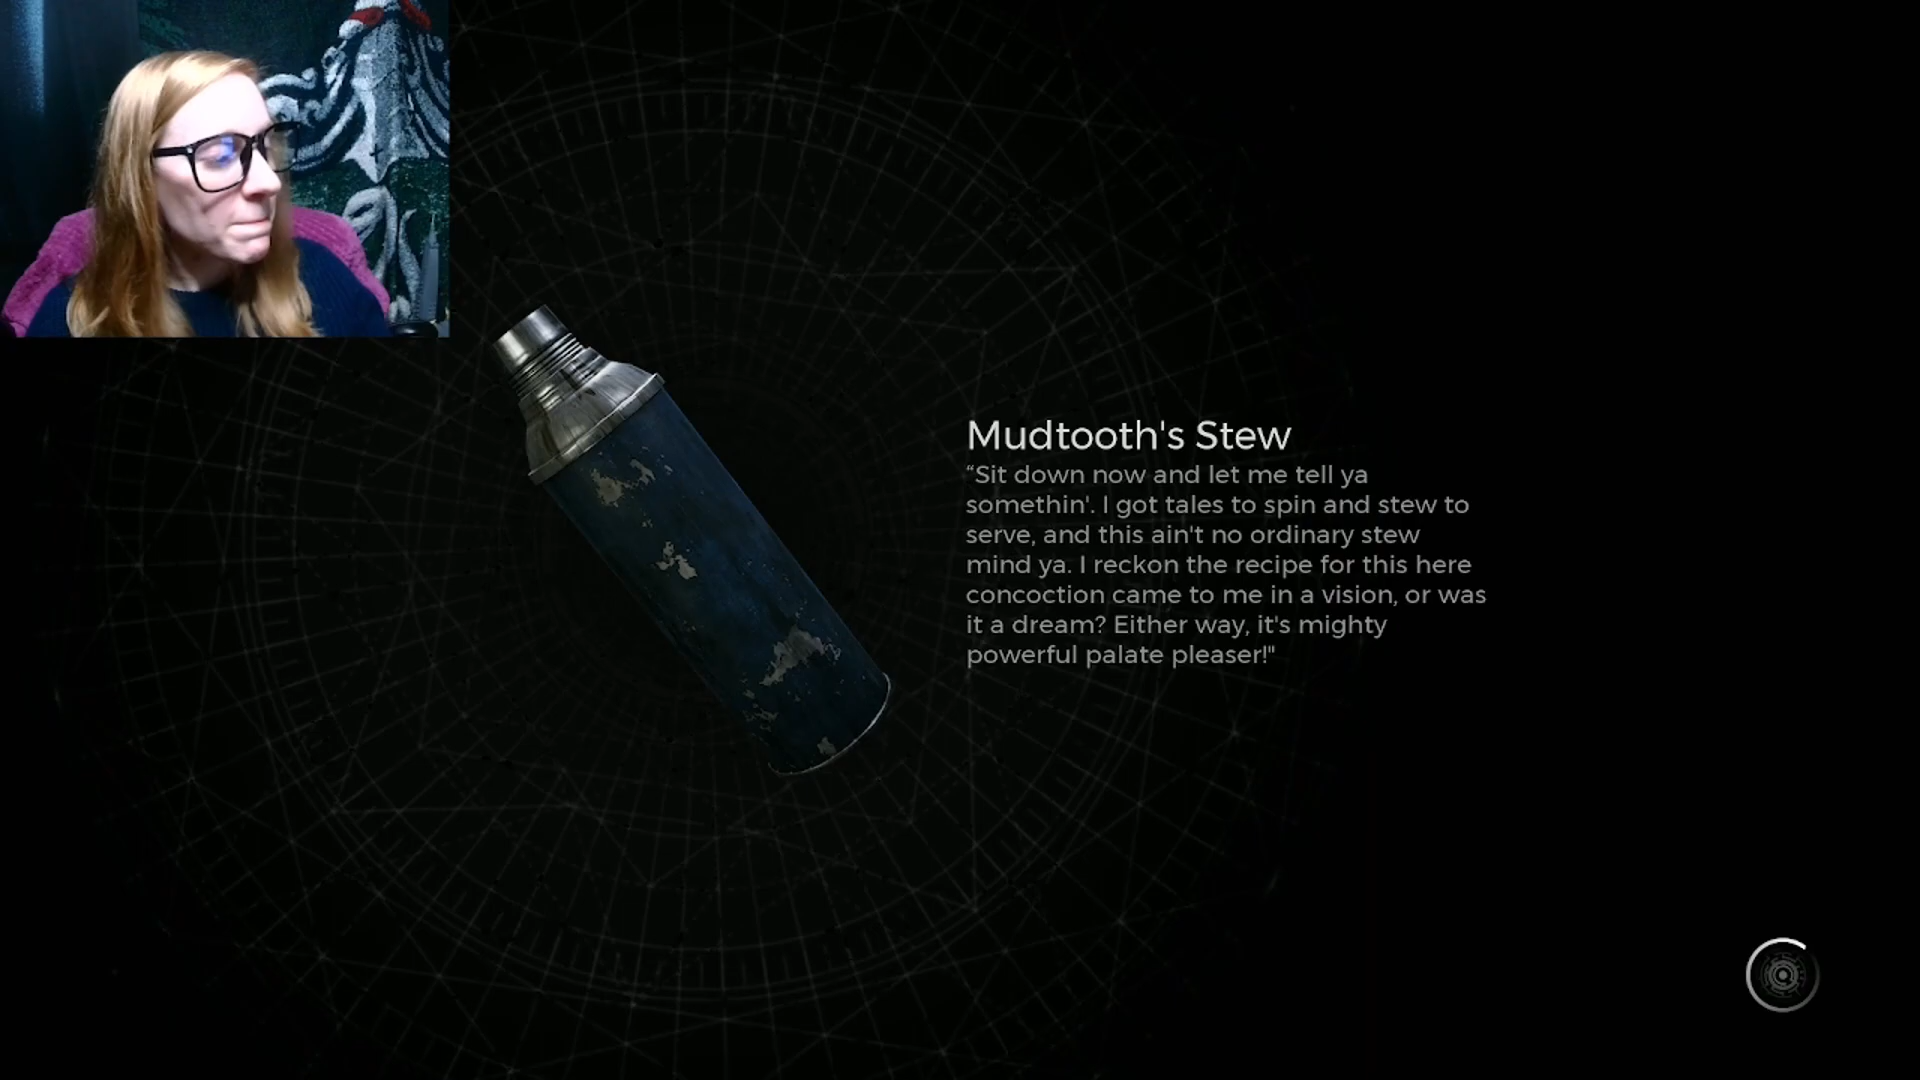 Mudtooth's Stew
“Sit down now and let me tell ya
somethin'. I got tales to spin and stew to
serve, and this ain't no ordinary stew
mind ya. I reckon the recipe for this here
concoction came to me in a vision, or was
it a dream? Either way, it's mighty
powerful palate pleaser!"